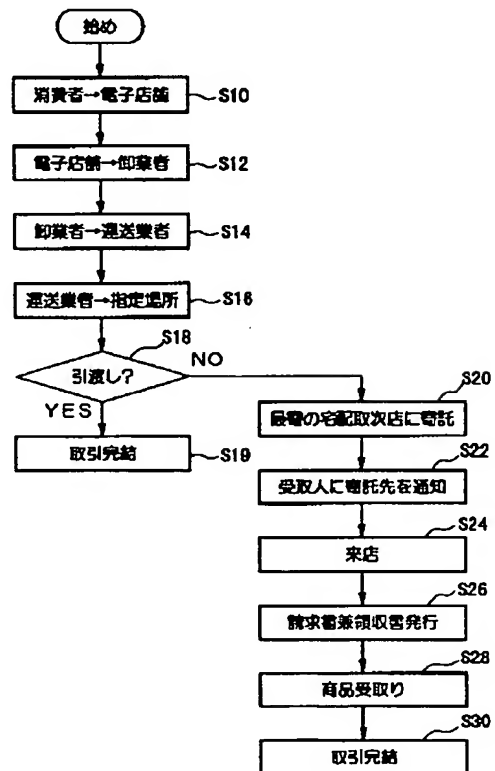 始め
消費者→電子店舗
S10
電子店舗→卸業者
S12
卸業者→運送業者
S14
運送業者→指定場所
S16
S18
引渡し?
NO
YES
取引完結
S19
S20
最寄の宅配取次店に寄託
S22
受取人に寄託先を通知
S24
来店
S26
請求書兼領収書発行
S28
商品受取り
S30
取引完結